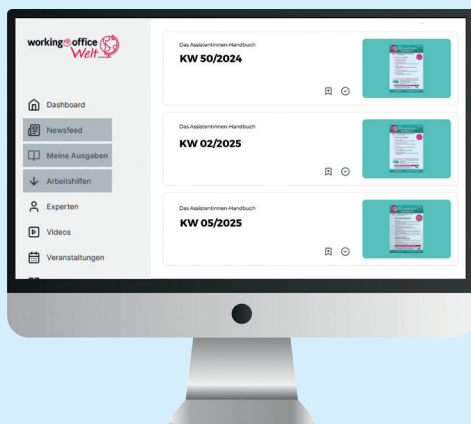 working@office
Welt
Dashboard
Newsfeed
Meine Ausgaben
Arbeitshilfen
Experten
Videos
Veranstaltungen
Das Assistentinnen-Handbuch
KW 50/2024
Das Assistentinnen-Handbuch
KW 02/2025
Das Assistentinnen-Handbuch
KW 05/2025